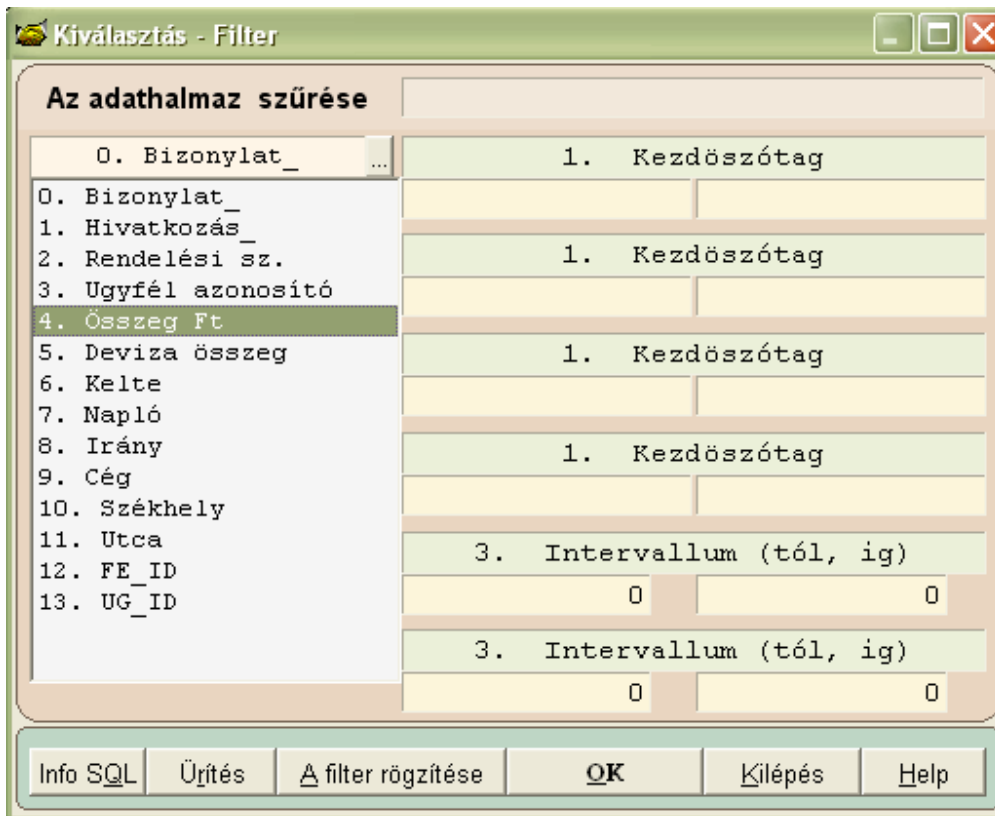 Kiválasztás - Filter
Az adathalmaz szűrése
0. Bizonylat_
...
0. Bizonylat_
1. Hivatkozás_
2. Rendelési sz.
3. Ugyfél azonosító
4. Összeg Ft
5. Deviza összeg
6. Kelte
7. Napló
8. Irány
9. Cég
10. Székhely
11. Utca
12. FE_ID
13. UG_ID
1. Kezdöszótag
1. Kezdöszótag
1. Kezdöszótag
1. Kezdöszótag
3. Intervallum (tól, ig)
0 0
3. Intervallum (tól, ig)
0 0
Info SQL Ürítés A filter rögzítése OK Kilépés Help